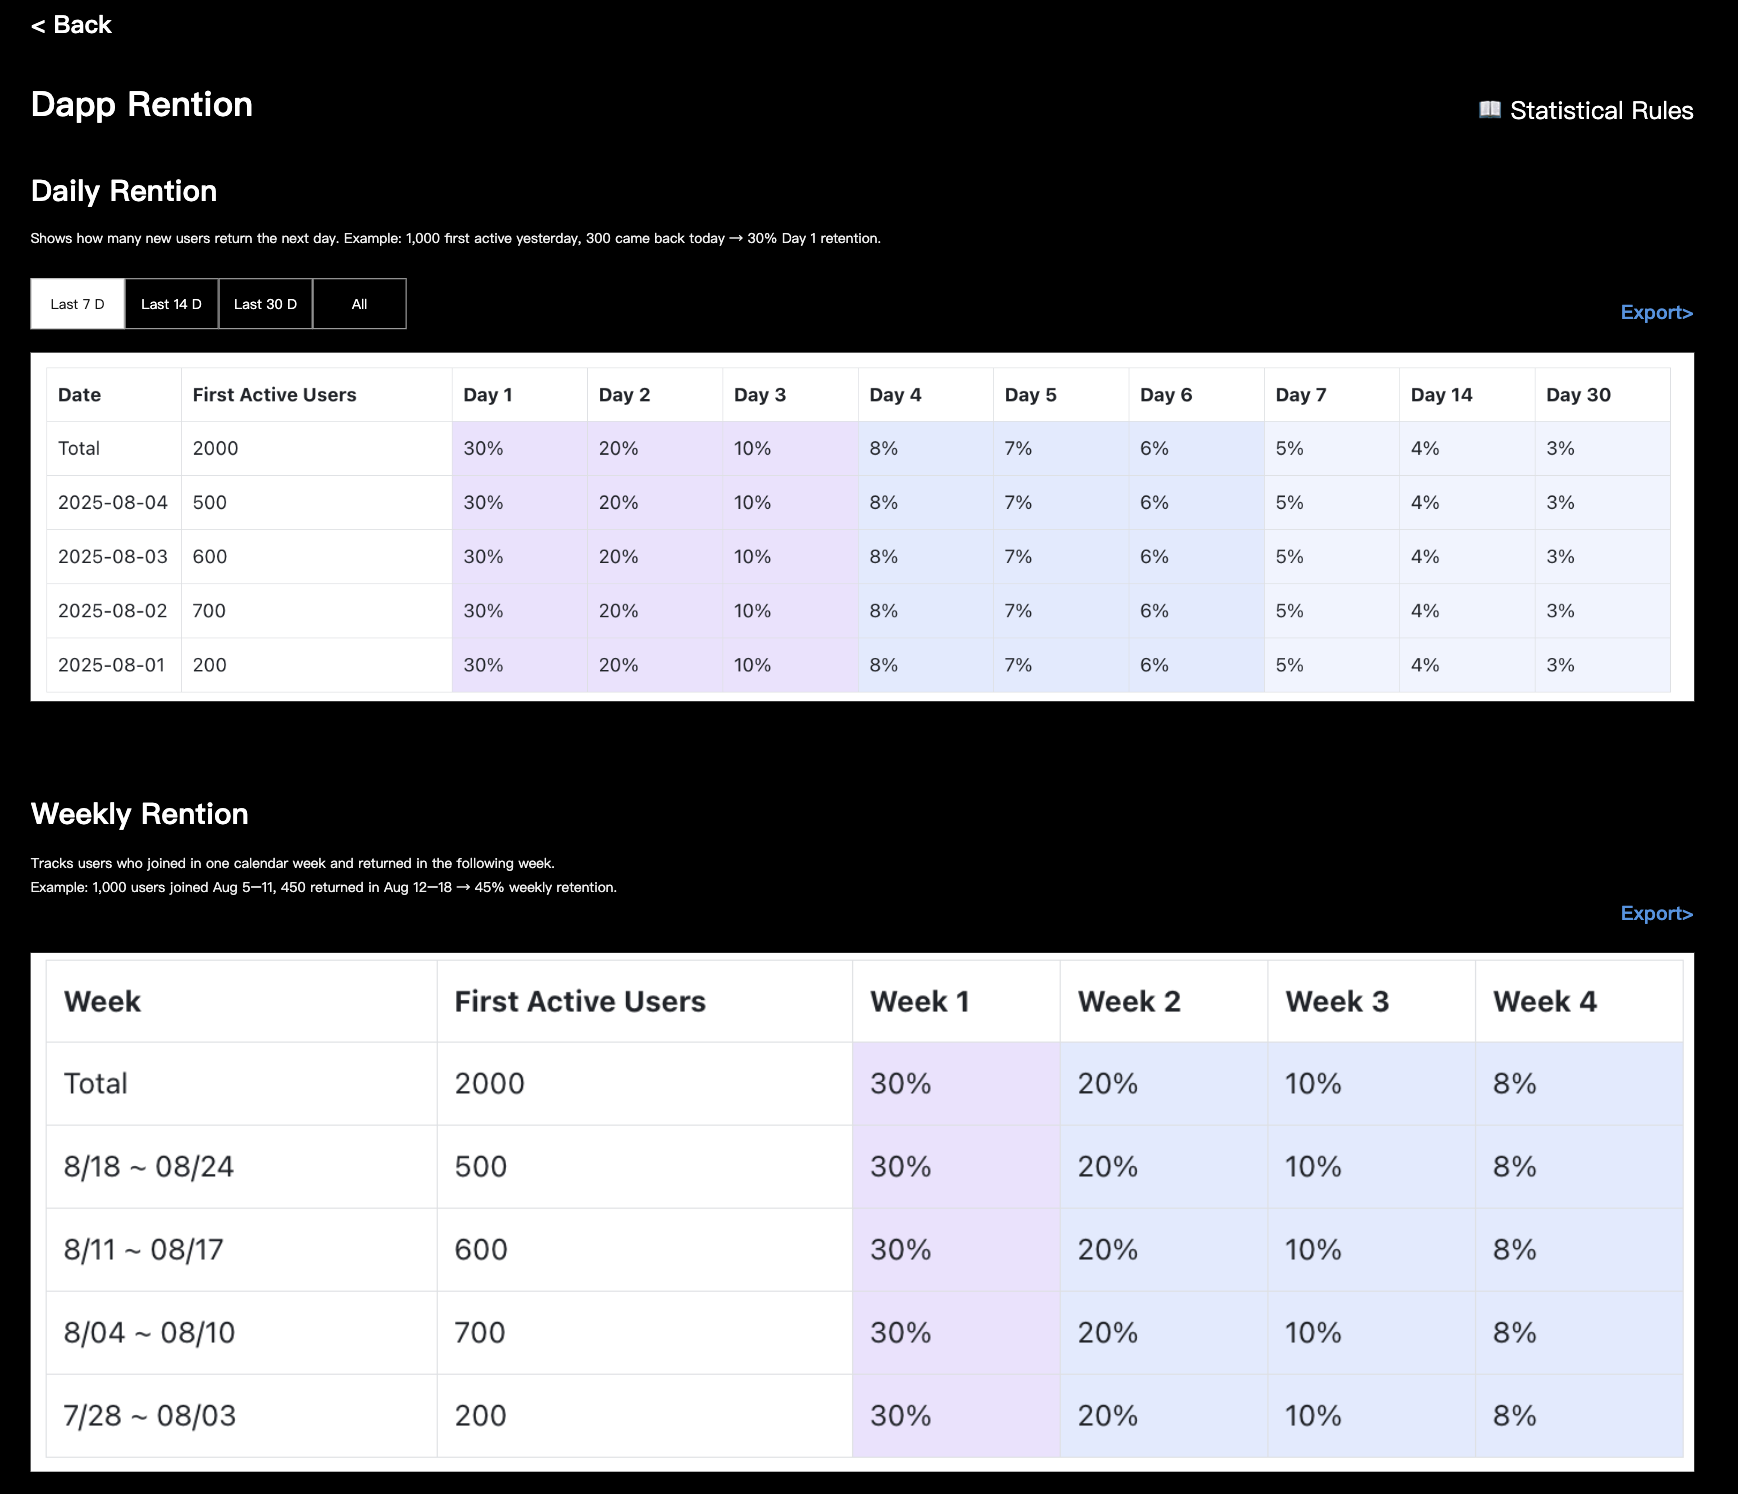 < Back
Dapp Rention
📖 Statistical Rules
Daily Rention
Shows how many new users return the next day. Example: 1,000 first active yesterday, 300 came back today → 30% Day 1 retention.
Last 7 D Last 14 D Last 30 D All
Export>
Date First Active Users Day 1 Day 2 Day 3 Day 4 Day 5 Day 6 Day 7 Day 14 Day 30
Total 2000 30% 20% 10% 8% 7% 6% 5% 4% 3%
2025-08-04 500 30% 20% 10% 8% 7% 6% 5% 4% 3%
2025-08-03 600 30% 20% 10% 8% 7% 6% 5% 4% 3%
2025-08-02 700 30% 20% 10% 8% 7% 6% 5% 4% 3%
2025-08-01 200 30% 20% 10% 8% 7% 6% 5% 4% 3%
Weekly Rention
Tracks users who joined in one calendar week and returned in the following week.
Example: 1,000 users joined Aug 5–11, 450 returned in Aug 12–18 → 45% weekly retention.
Export>
Week First Active Users Week 1 Week 2 Week 3 Week 4
Total 2000 30% 20% 10% 8%
8/18 ~ 08/24 500 30% 20% 10% 8%
8/11 ~ 08/17 600 30% 20% 10% 8%
8/04 ~ 08/10 700 30% 20% 10% 8%
7/28 ~ 08/03 200 30% 20% 10% 8%